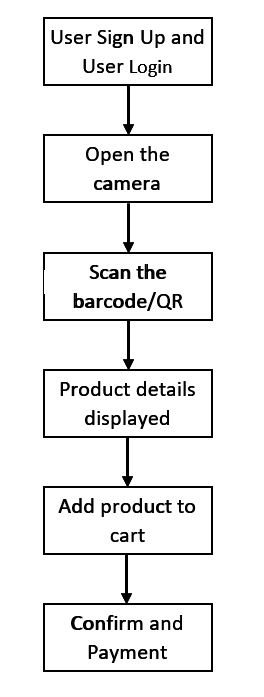 User Sign Up and
User Login
Open the
camera
Scan the
barcode/QR
Product details
displayed
Add product to
cart
Confirm and
Payment